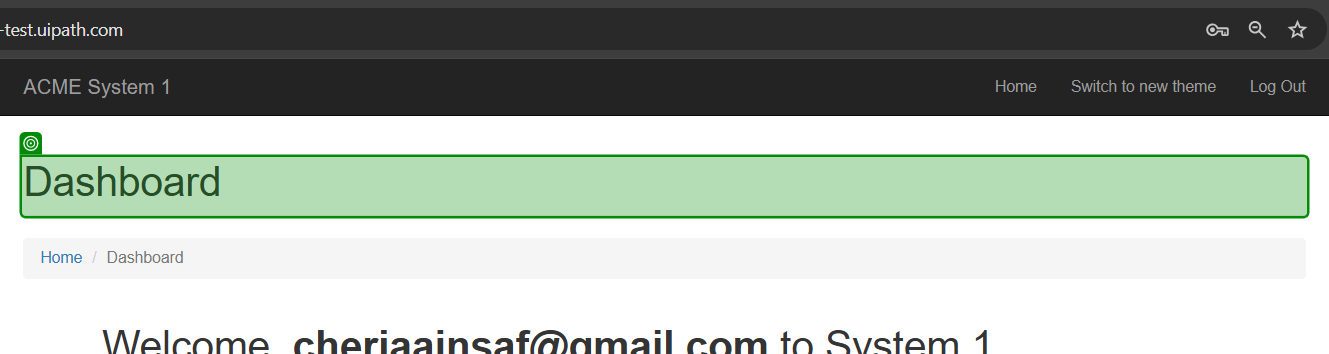 -test.uipath.com
ACME System 1 Home Switch to new theme Log Out
Dashboard
Home / Dashboard
Welcome, cheriaainsaf@gmail.com to System 1